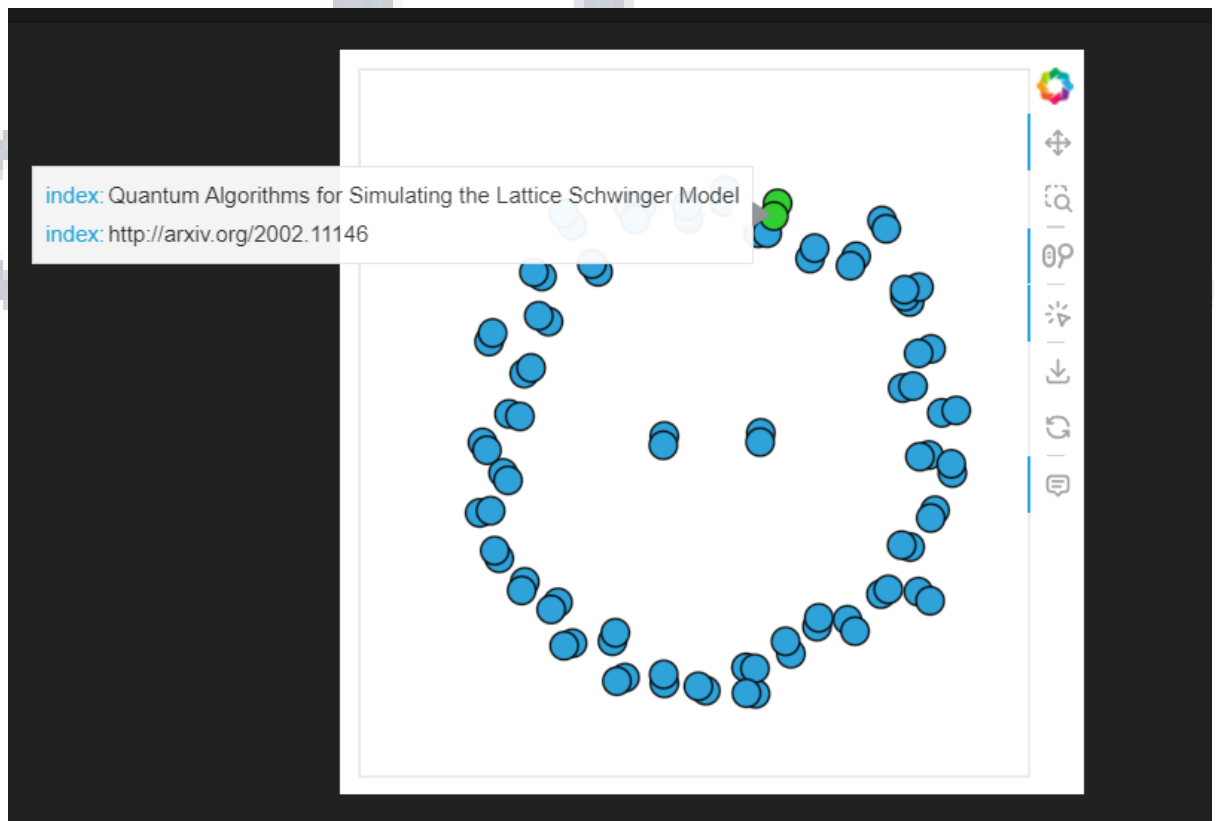 index: Quantum Algorithms for Simulating the Lattice Schwinger Model
index: http://arxiv.org/2002.11146